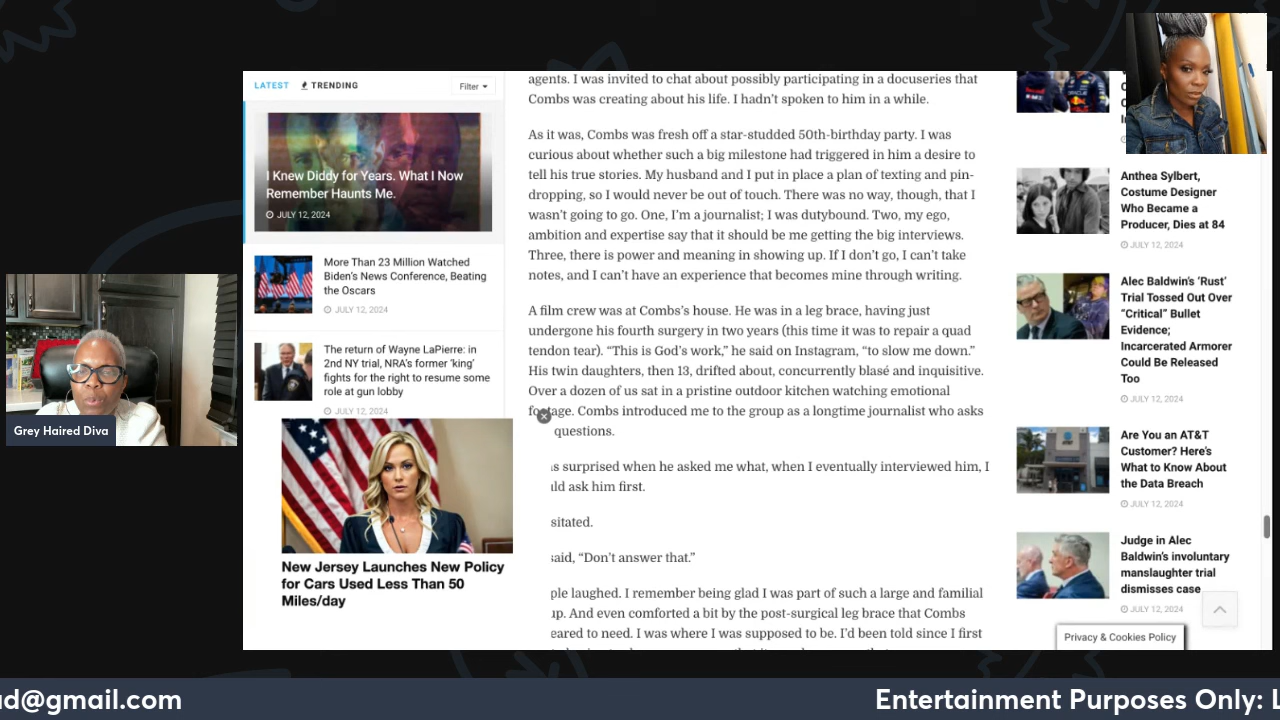 LATEST
TRENDING
Filter
I Knew Diddy for Years. What I Now
Remember Haunts Me.
JULY 12, 2024
More Than 23 Million Watched
Biden's News Conference, Beating
the Oscars
JULY 12, 2024
The return of Wayne LaPierre: in
2nd NY trial, NRA's former 'king'
fights for the right to resume some
role at gun lobby
JULY 12, 2024
New Jersey Launches New Policy
for Cars Used Less Than 50
Miles/day
Grey Haired Diva
agents. I was invited to chat about possibly participating in a docuseries that
Combs was creating about his life. I hadn't spoken to him in a while.
As it was, Combs was fresh off a star-studded 50th-birthday party. I was
curious about whether such a big milestone had triggered in him a desire to
tell his true stories. My husband and I put in place a plan of texting and pin-
dropping, so I would never be out of touch. There was no way, though, that I
wasn't going to go. One, I'm a journalist; I was dutybound. Two, my ego,
ambition and expertise say that it should be me getting the big interviews.
Three, there is power and meaning in showing up. If I don't go, I can't take
notes, and I can't have an experience that becomes mine through writing.
A film crew was at Combs's house. He was in a leg brace, having just
undergone his fourth surgery in two years (this time it was to repair a quad
tendon tear). "This is God's work," he said on Instagram, "to slow me down."
His twin daughters, then 13, drifted about, concurrently blasé and inquisitive.
Over a dozen of us sat in a pristine outdoor kitchen watching emotional
footage. Combs introduced me to the group as a longtime journalist who asks
questions.
s surprised when he asked me what, when I eventually interviewed him, I
ld ask him first.
sitated.
said, "Don't answer that."
ple laughed. I remember being glad I was part of such a large and familial
up. And even comforted a bit by the post-surgical leg brace that Combs
eared to need. I was where I was supposed to be. I'd been told since I first
Anthea Sylbert,
Costume Designer
Who Became a
Producer, Dies at 84
JULY 12, 2024
Alec Baldwin's 'Rust'
Trial Tossed Out Over
"Critical" Bullet
Evidence;
Incarcerated Armorer
Could Be Released
Too
JULY 12, 2024
Are You an AT&T
Customer? Here's
What to Know About
the Data Breach
JULY 12, 2024
Judge in Alec
Baldwin's involuntary
manslaughter trial
dismisses case
JULY 12, 2024
Privacy & Cookies Policy
ad@gmail.com
Entertainment Purposes Only: L